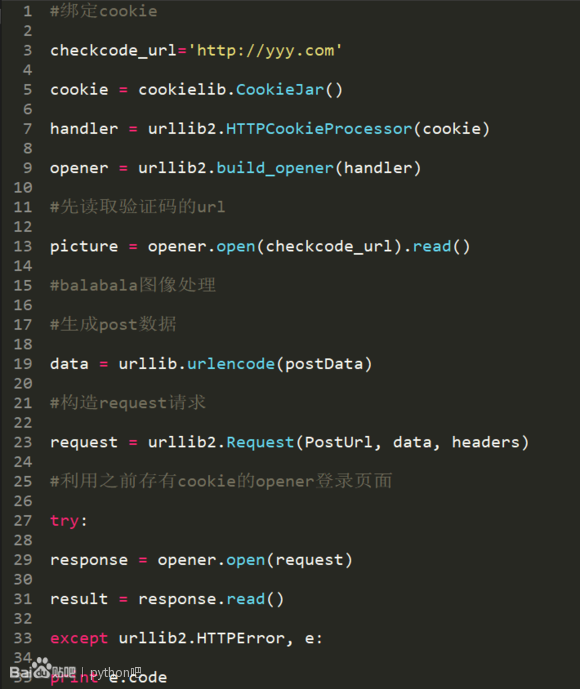 1 #绑定cookie
2
3 checkcode_url='http://yyy.com'
4
5 cookie = cookielib.CookieJar()
6
7 handler = urllib2.HTTPCookieProcessor(cookie)
8
9 opener = urllib2.build_opener(handler)
10
11 #先读取验证码的url
12
13 picture = opener.open(checkcode_url).read()
14
15 #balabala图像处理
16
17 #生成post数据
18
19 data = urllib.urlencode(postData)
20
21 #构造request请求
22
23 request = urllib2.Request(PostUrl, data, headers)
24
25 #利用之前存有cookie的opener登录页面
26
27 try:
28
29 response = opener.open(request)
30
31 result = response.read()
32
33 except urllib2.HTTPError, e:
34
35 print e.code
Bai贴吧 | python吧